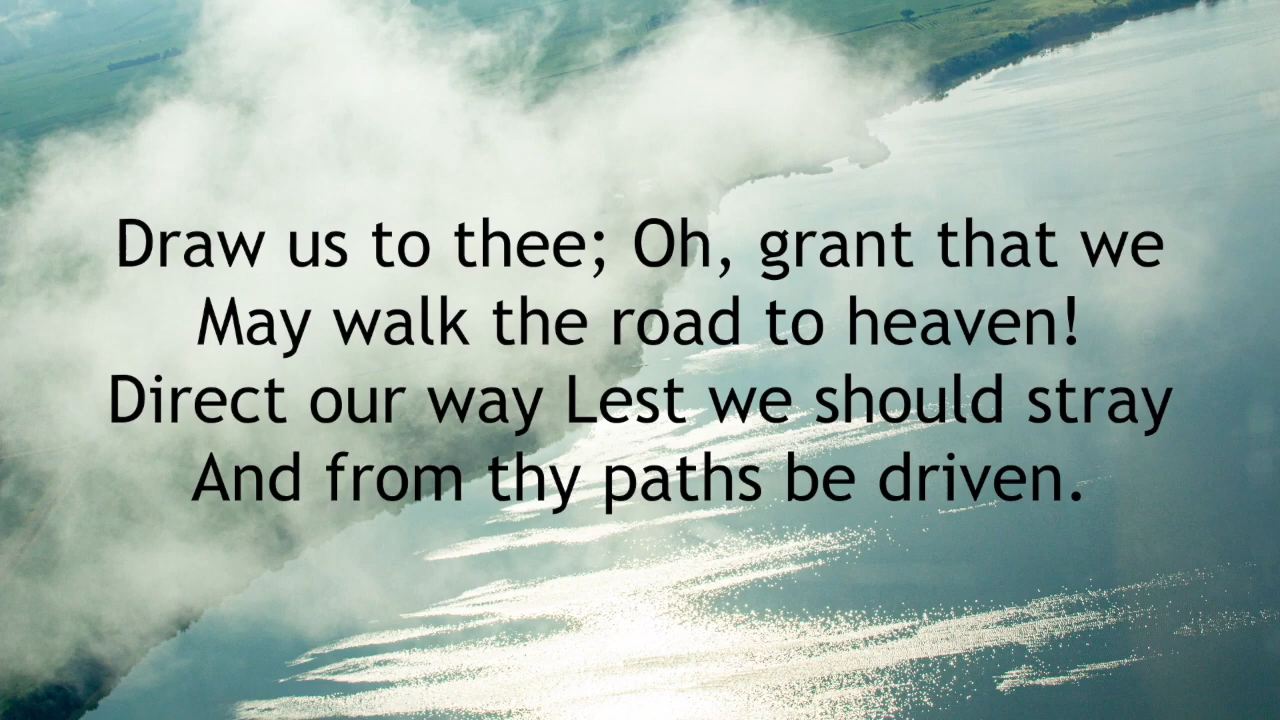 Draw us to thee; Oh, grant that we
May walk the road to heaven!
Direct our way Lest we should stray
And from thy paths be driven.